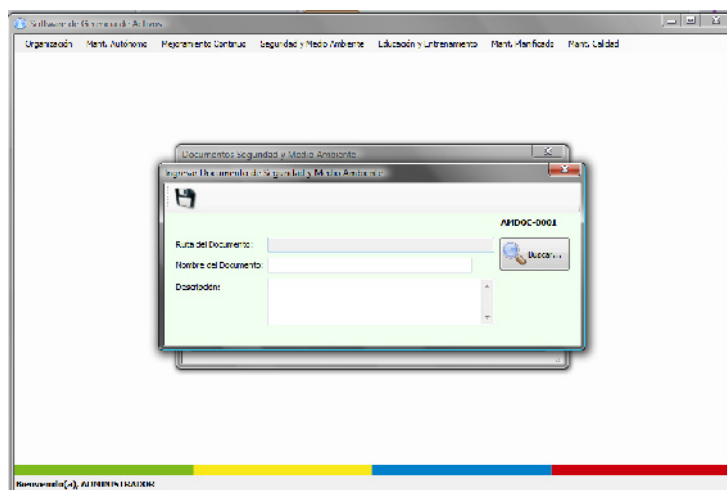 Software de Gerencia de Activos
Organización Mant. Autónomo Mejoramiento Continuo Seguridad y Medio Ambiente Educación y Entrenamiento Mant. Planificado Mant. Calidad
Documentos Seguridad y Medio Ambiente
Ingrese Documento de Seguridad y Medio Ambiente
AMDOC-0001
Ruta del Documento:
Buscar...
Nombre del Documento:
Descripción:
Bienvenido(a), ADMINISTRADOR